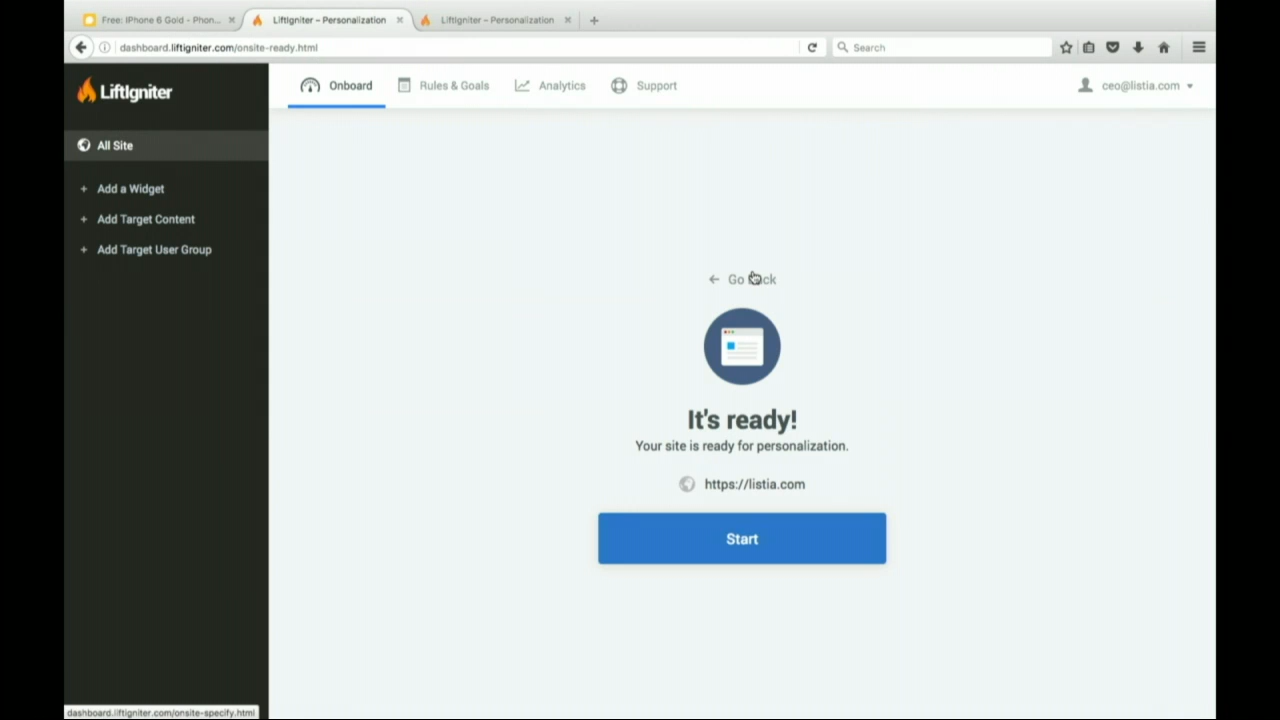 Free: IPhone 6 Gold - Phon...
LiftIgniter – Personalization
LiftIgniter – Personalization
dashboard.liftigniter.com/onsite-ready.html
Search
LiftIgniter
Onboard
Rules & Goals
Analytics
Support
ceo@listia.com
All Site
+ Add a Widget
+ Add Target Content
+ Add Target User Group
← Go back
It's ready!
Your site is ready for personalization.
https://listia.com
Start
dashboard.liftigniter.com/onsite-specify.html